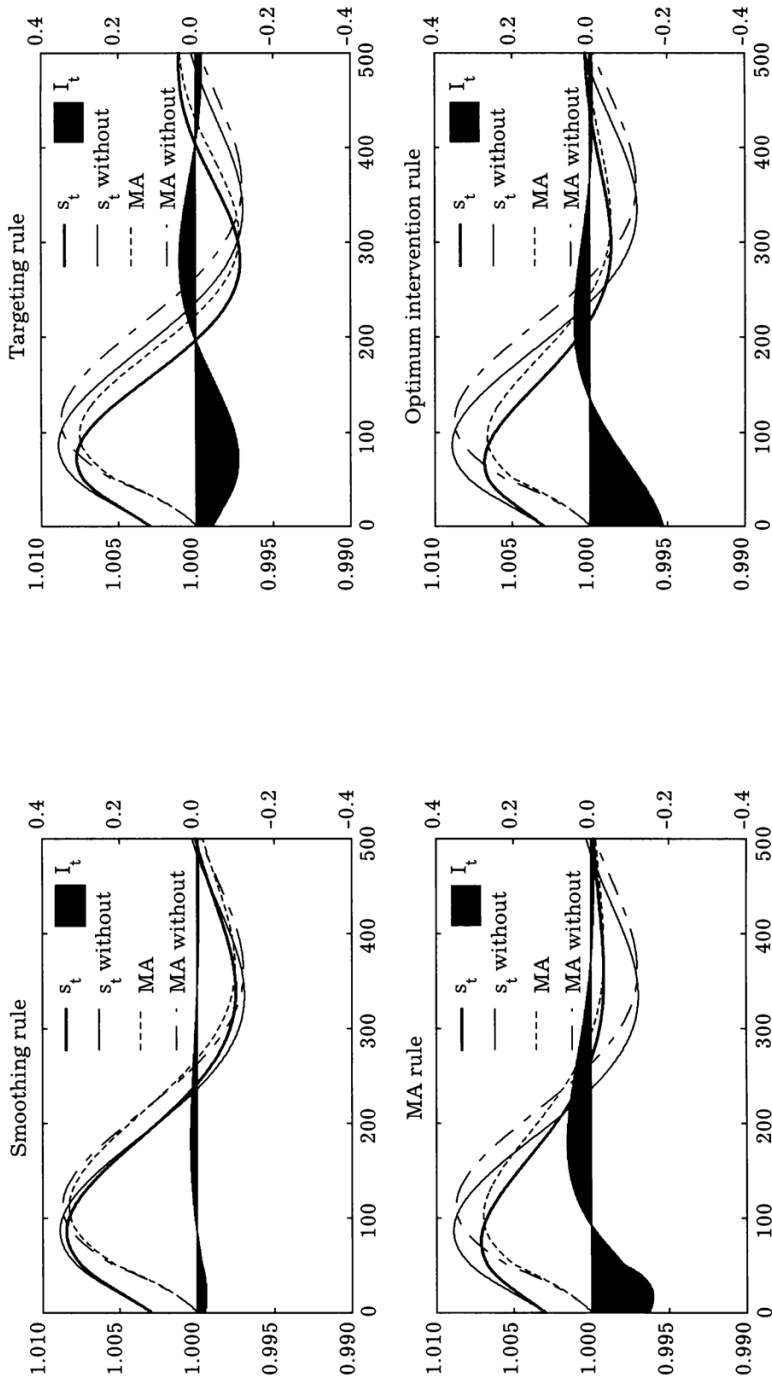 Smoothing rule
1.010
1.005
1.000
0.995
0.990
0.4
0.2
0.0
-0.2
-0.4
s_t
s_t without
MA
MA without
I_t
0 100 200 300 400 500
Targeting rule
1.010
1.005
1.000
0.995
0.990
0.4
0.2
0.0
-0.2
-0.4
s_t
s_t without
MA
MA without
I_t
0 100 200 300 400 500
MA rule
1.010
1.005
1.000
0.995
0.990
0.4
0.2
0.0
-0.2
-0.4
s_t
s_t without
MA
MA without
I_t
0 100 200 300 400 500
Optimum intervention rule
1.010
1.005
1.000
0.995
0.990
0.4
0.2
0.0
-0.2
-0.4
s_t
s_t without
MA
MA without
I_t
0 100 200 300 400 500